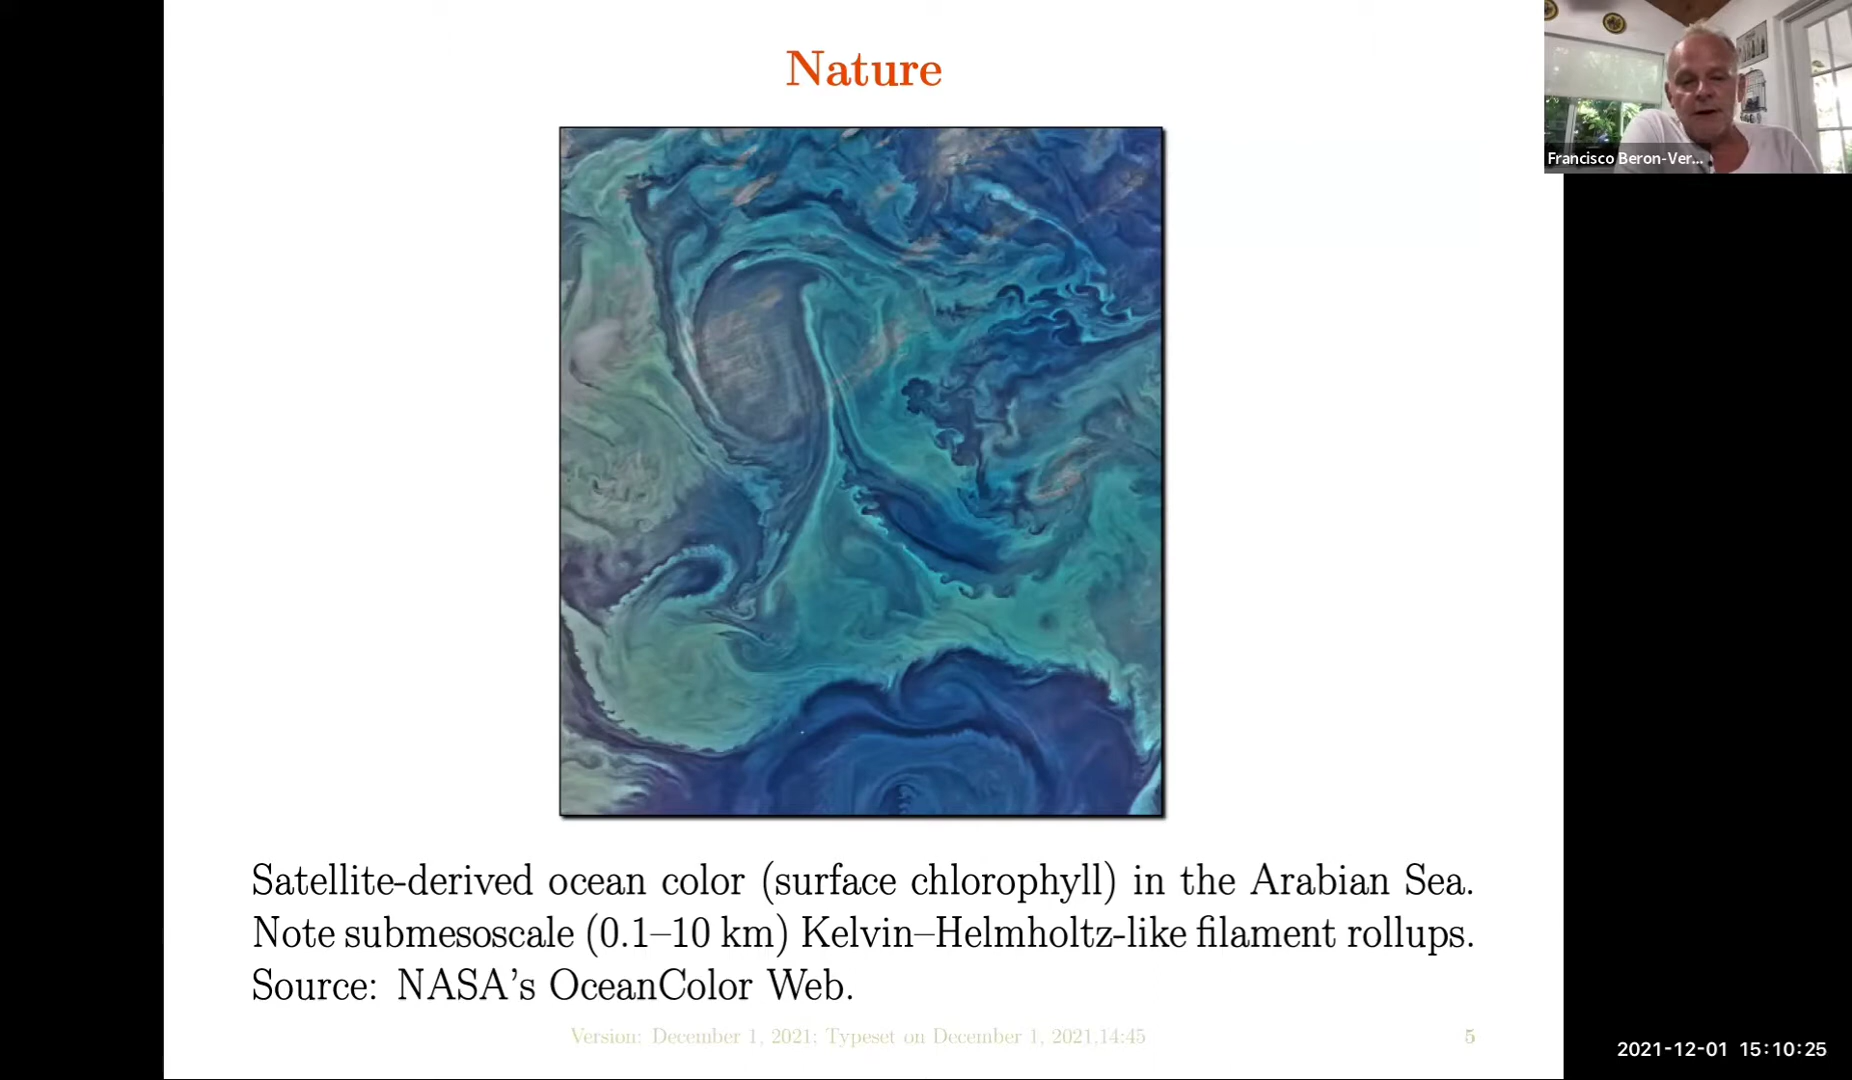 Nature
Francisco Beron-Ver...
Satellite-derived ocean color (surface chlorophyll) in the Arabian Sea.
Note submesoscale (0.1–10 km) Kelvin–Helmholtz-like filament rollups.
Source: NASA's OceanColor Web.
Version: December 1, 2021; Typeset on December 1, 2021,14:45
5
2021-12-01 15:10:25